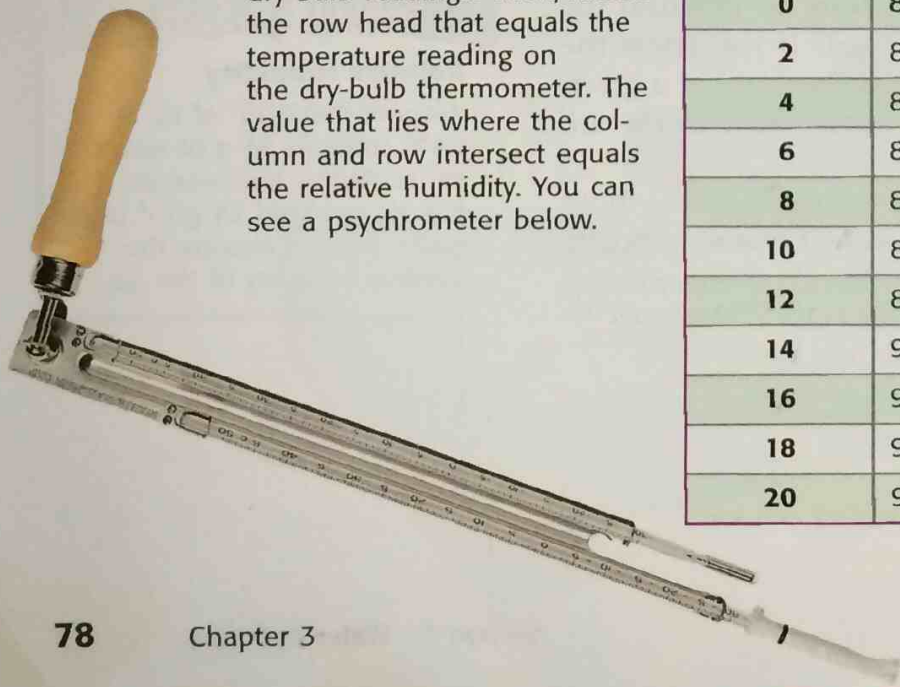 the row head that equals the
temperature reading on
the dry-bulb thermometer. The
value that lies where the col-
umn and row intersect equals
the relative humidity. You can
see a psychrometer below.
0
2
4
6
8
10
12
14
16
18
20
78 Chapter 3